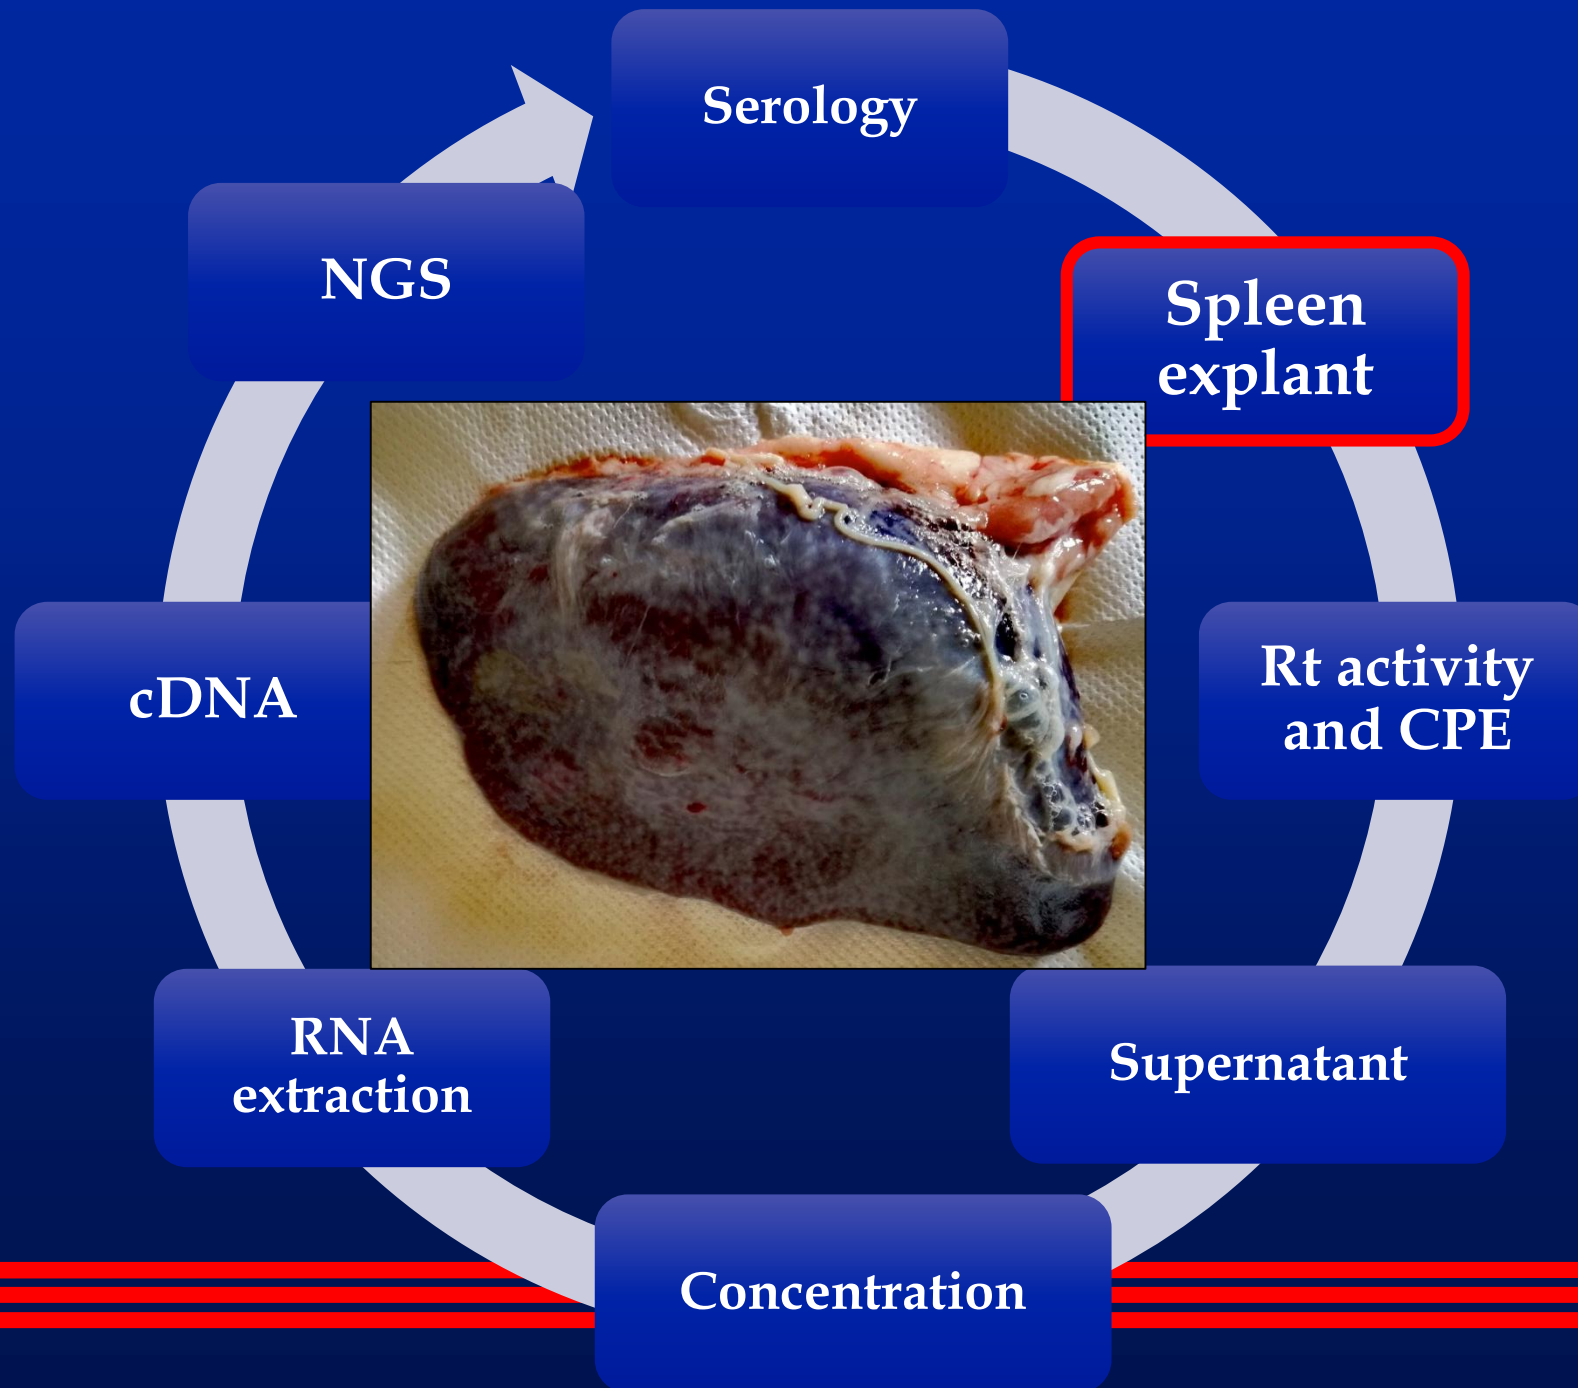 Serology
Spleen
explant
Rt activity
and CPE
Supernatant
Concentration
RNA
extraction
cDNA
NGS